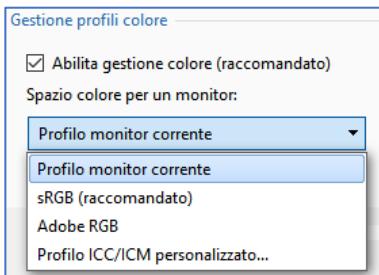 Gestione profili colore
Abilita gestione colore (raccomandato)
Spazio colore per un monitor:
Profilo monitor corrente
Profilo monitor corrente
sRGB (raccomandato)
Adobe RGB
Profilo ICC/ICM personalizzato...